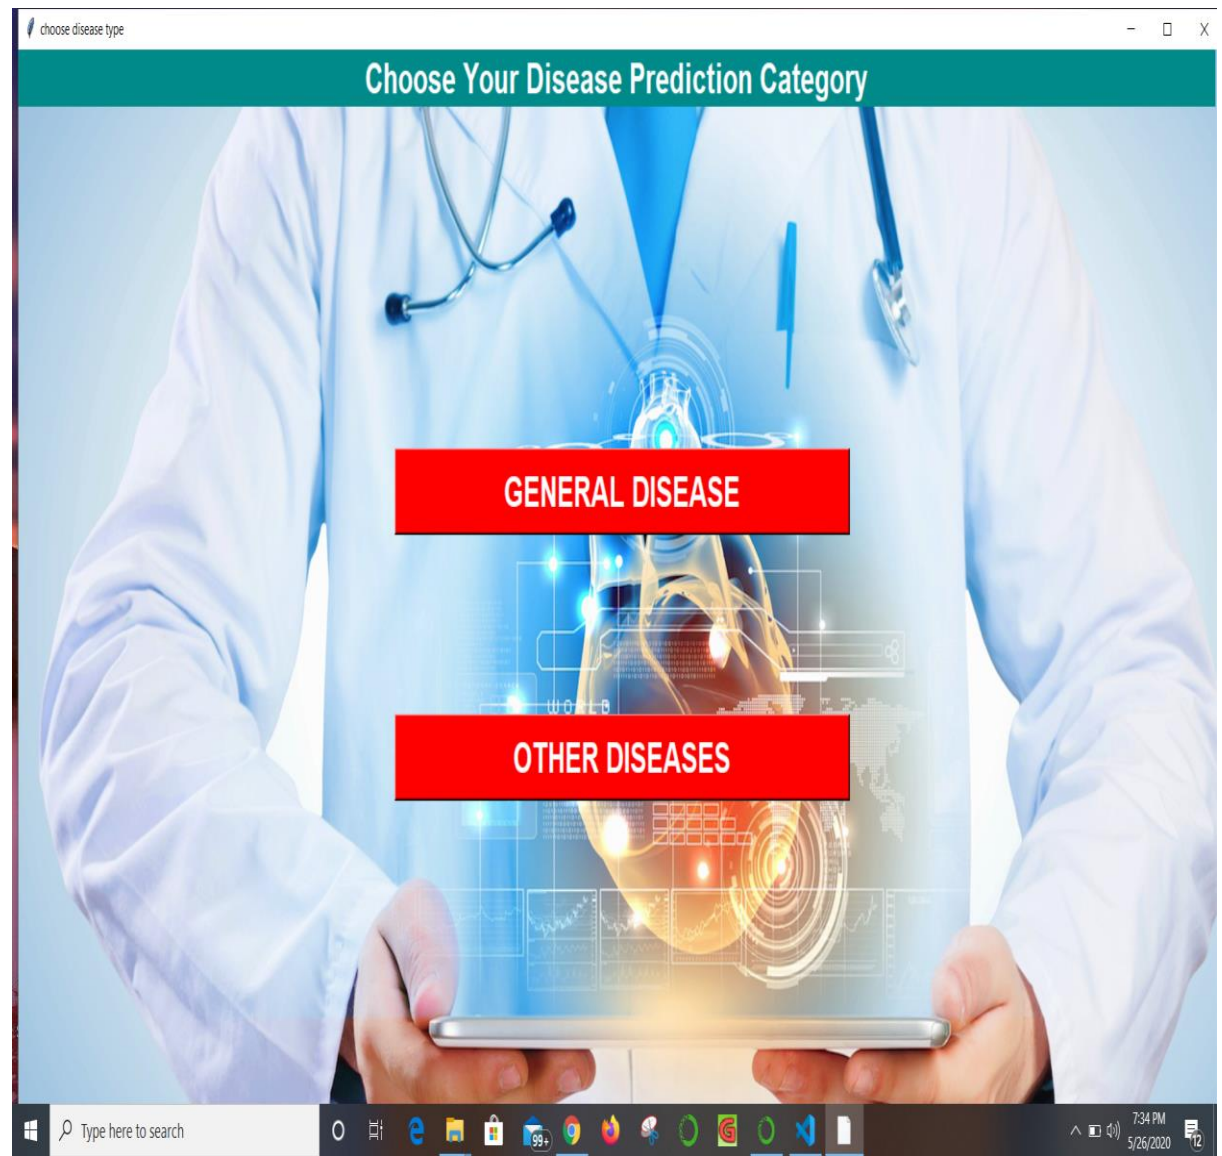 choose disease type
Choose Your Disease Prediction Category
GENERAL DISEASE
WORLD
OTHER DISEASES
Type here to search
99+
G
7:34 PM
5/26/2020
12